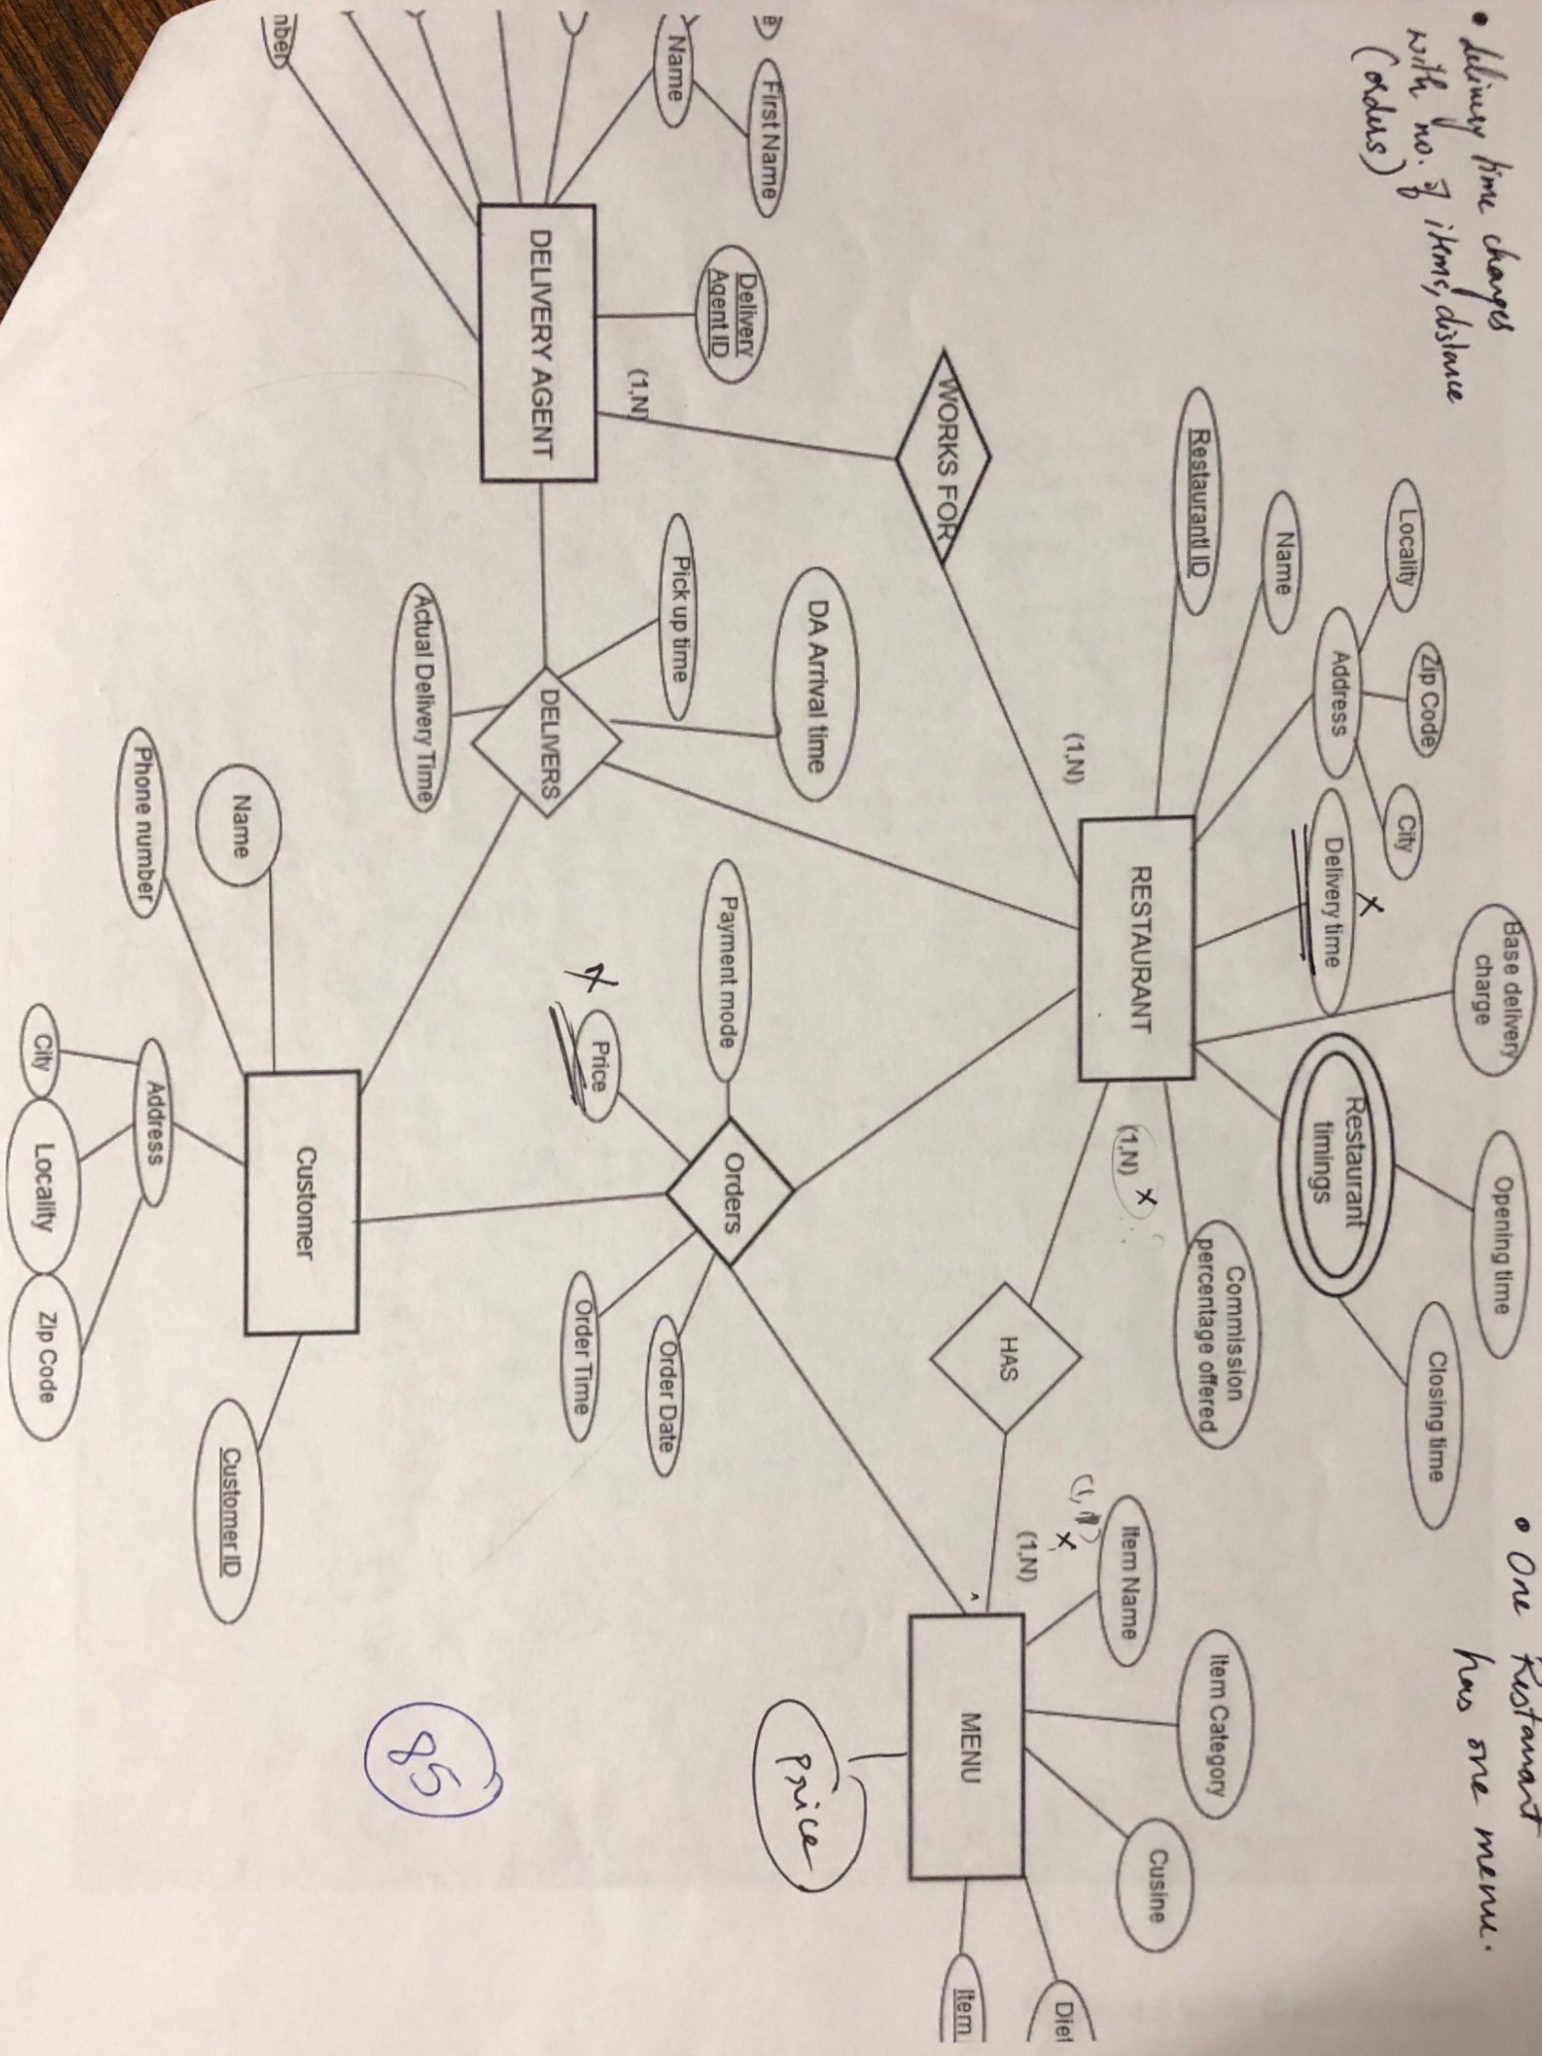 • delivery time changes
with no. of items, distance
(orders)
• One Restaurant
has one menu.
Base delivery
charge
Opening time
Closing time
Locality
Zip Code
City
Address
Delivery time
X
Restaurant
timings
Name
RestaurantI ID
Commission
percentage offered
Item Category
Cusine
Item Name
Diet
Item
RESTAURANT
(1,N)
(1,N) X
X
(1,N)
WORKS FOR
HAS
MENU
Price
First Name
Name
Delivery
Agent ID
(1,N)
DELIVERY AGENT
DA Arrival time
Pick up time
Actual Delivery Time
DELIVERS
Payment mode
Price
X
Orders
Order Date
Order Time
85
nber
Name
Phone number
Customer
Customer ID
Address
City
Locality
Zip Code